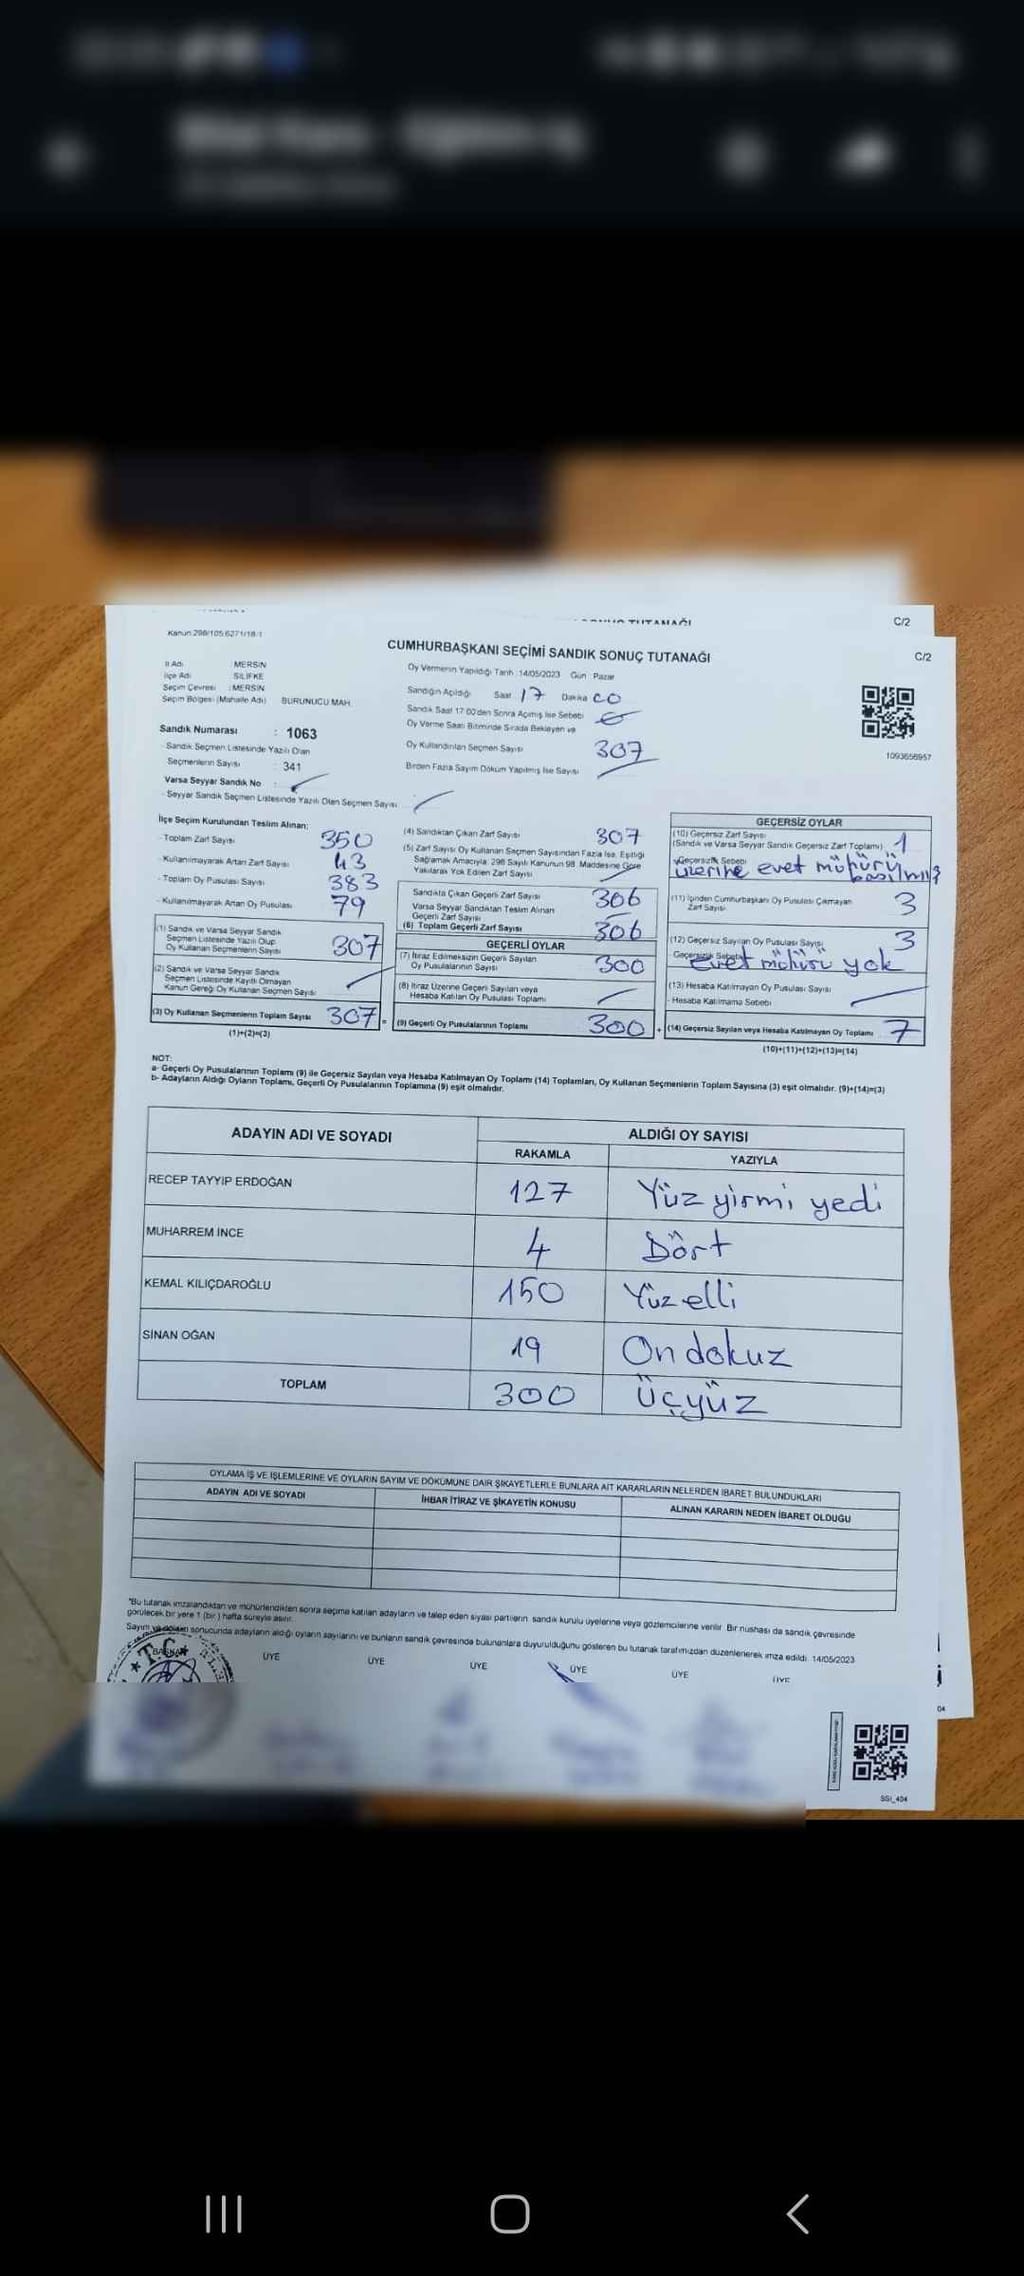 C/2
Kanun:298/105;6271/18-1
CUMHURBAŞKANI SEÇİMİ SANDIK SONUÇ TUTANAĞI
C/2
İl Adı : MERSİN
İlçe Adı : SİLİFKE
Seçim Çevresi : MERSİN
Seçim Bölgesi (Mahalle Adı) BURUNUCU MAH.
Oy Vermenin Yapıldığı Tarih :14/05/2023 Gün Pazar
Sandığın Açıldığı Saat 17 Dakika 00
Sandık Saat 17:00'den Sonra Açılmış İse Sebebi
Oy Verme Saati Bitiminde Sırada Bekleyen ve
Oy Kullandırılan Seçmen Sayısı 307
Birden Fazla Sayım Döküm Yapılmış İse Sayısı
1093656957
Sandık Numarası : 1063
- Sandık Seçmen Listesinde Yazılı Olan
Seçmenlerin Sayısı : 341
Varsa Seyyar Sandık No :
- Seyyar Sandık Seçmen Listesinde Yazılı Olan Seçmen Sayısı
İlçe Seçim Kurulundan Teslim Alınan:
- Toplam Zarf Sayısı 350
- Kullanılmayarak Artan Zarf Sayısı 43
- Toplam Oy Pusulası Sayısı 383
- Kullanılmayarak Artan Oy Pusulası 79
(1) Sandık ve Varsa Seyyar Sandık
Seçmen Listesinde Yazılı Olup
Oy Kullanan Seçmenlerin Sayısı 307
(2) Sandık ve Varsa Seyyar Sandık
Seçmen Listesinde Kayıtlı Olmayan
Kanun Gereği Oy Kullanan Seçmen Sayısı
(3) Oy Kullanan Seçmenlerin Toplam Sayısı 307
(1)+(2)=(3)
(4) Sandıktan Çıkan Zarf Sayısı 307
(5) Zarf Sayısı Oy Kullanan Seçmen Sayısından Fazla İse, Eşitliği
Sağlamak Amacıyla; 298 Sayılı Kanunun 98. Maddesine Göre
Yakılarak Yok Edilen Zarf Sayısı
Sandıkta Çıkan Geçerli Zarf Sayısı 306
Varsa Seyyar Sandıktan Teslim Alınan
Geçerli Zarf Sayısı
(6) Toplam Geçerli Zarf Sayısı 306
GEÇERLİ OYLAR
(7) İtiraz Edilmeksizin Geçerli Sayılan
Oy Pusulalarının Sayısı 300
(8) İtiraz Üzerine Geçerli Sayılan veya
Hesaba Katılan Oy Pusulası Toplamı
= (9) Geçerli Oy Pusulalarının Toplamı 300
GEÇERSİZ OYLAR
(10) Geçersiz Zarf Sayısı
(Sandık ve Varsa Seyyar Sandık Geçersiz Zarf Toplamı) 1
Geçersizlik Sebebi
üzerine evet mühürü basılmış
(11) İçinden Cumhurbaşkanı Oy Pusulası Çıkmayan
Zarf Sayısı 3
(12) Geçersiz Sayılan Oy Pusulası Sayısı 3
Geçersizlik Sebebi
evet mühürü yok
(13) Hesaba Katılmayan Oy Pusulası Sayısı
- Hesaba Katılmama Sebebi
+ (14) Geçersiz Sayılan veya Hesaba Katılmayan Oy Toplamı 7
(10)+(11)+(12)+(13)=(14)
NOT:
a- Geçerli Oy Pusulalarının Toplamı (9) ile Geçersiz Sayılan veya Hesaba Katılmayan Oy Toplamı (14) Toplamları, Oy Kullanan Seçmenlerin Toplam Sayısına (3) eşit olmalıdır. (9)+(14)=(3)
b- Adayların Aldığı Oyların Toplamı, Geçerli Oy Pusulalarının Toplamına (9) eşit olmalıdır.
ADAYIN ADI VE SOYADI ALDIĞI OY SAYISI
RAKAMLA YAZIYLA
RECEP TAYYİP ERDOĞAN 127 Yüz yirmi yedi
MUHARREM İNCE 4 Dört
KEMAL KILIÇDAROĞLU 150 Yüz elli
SİNAN OĞAN 19 On dokuz
TOPLAM 300 Üçyüz
OYLAMA İŞ VE İŞLEMLERİNE VE OYLARIN SAYIM VE DÖKÜMÜNE DAİR ŞİKAYETLERLE BUNLARA AİT KARARLARIN NELERDEN İBARET BULUNDUKLARI
ADAYIN ADI VE SOYADI İHBAR İTİRAZ VE ŞİKAYETİN KONUSU ALINAN KARARIN NEDEN İBARET OLDUĞU
"Bu tutanak imzalandıktan ve mühürlendikten sonra seçime katılan adayların ve talep eden siyasi partilerin sandık kurulu üyelerine veya gözlemcilerine verilir. Bir nushası da sandık çevresinde
görülecek bir yere 1 (bir) hafta süreyle asılır.
Sayım ve döküm sonucunda adayların aldığı oyların sayılarını ve bunların sandık çevresinde bulunanlara duyurulduğunu gösteren bu tutanak tarafımızdan düzenlenerek imza edildi. 14/05/2023
BAŞKAN ÜYE ÜYE ÜYE ÜYE ÜYE ÜYE
T.C.
04
SSI_404